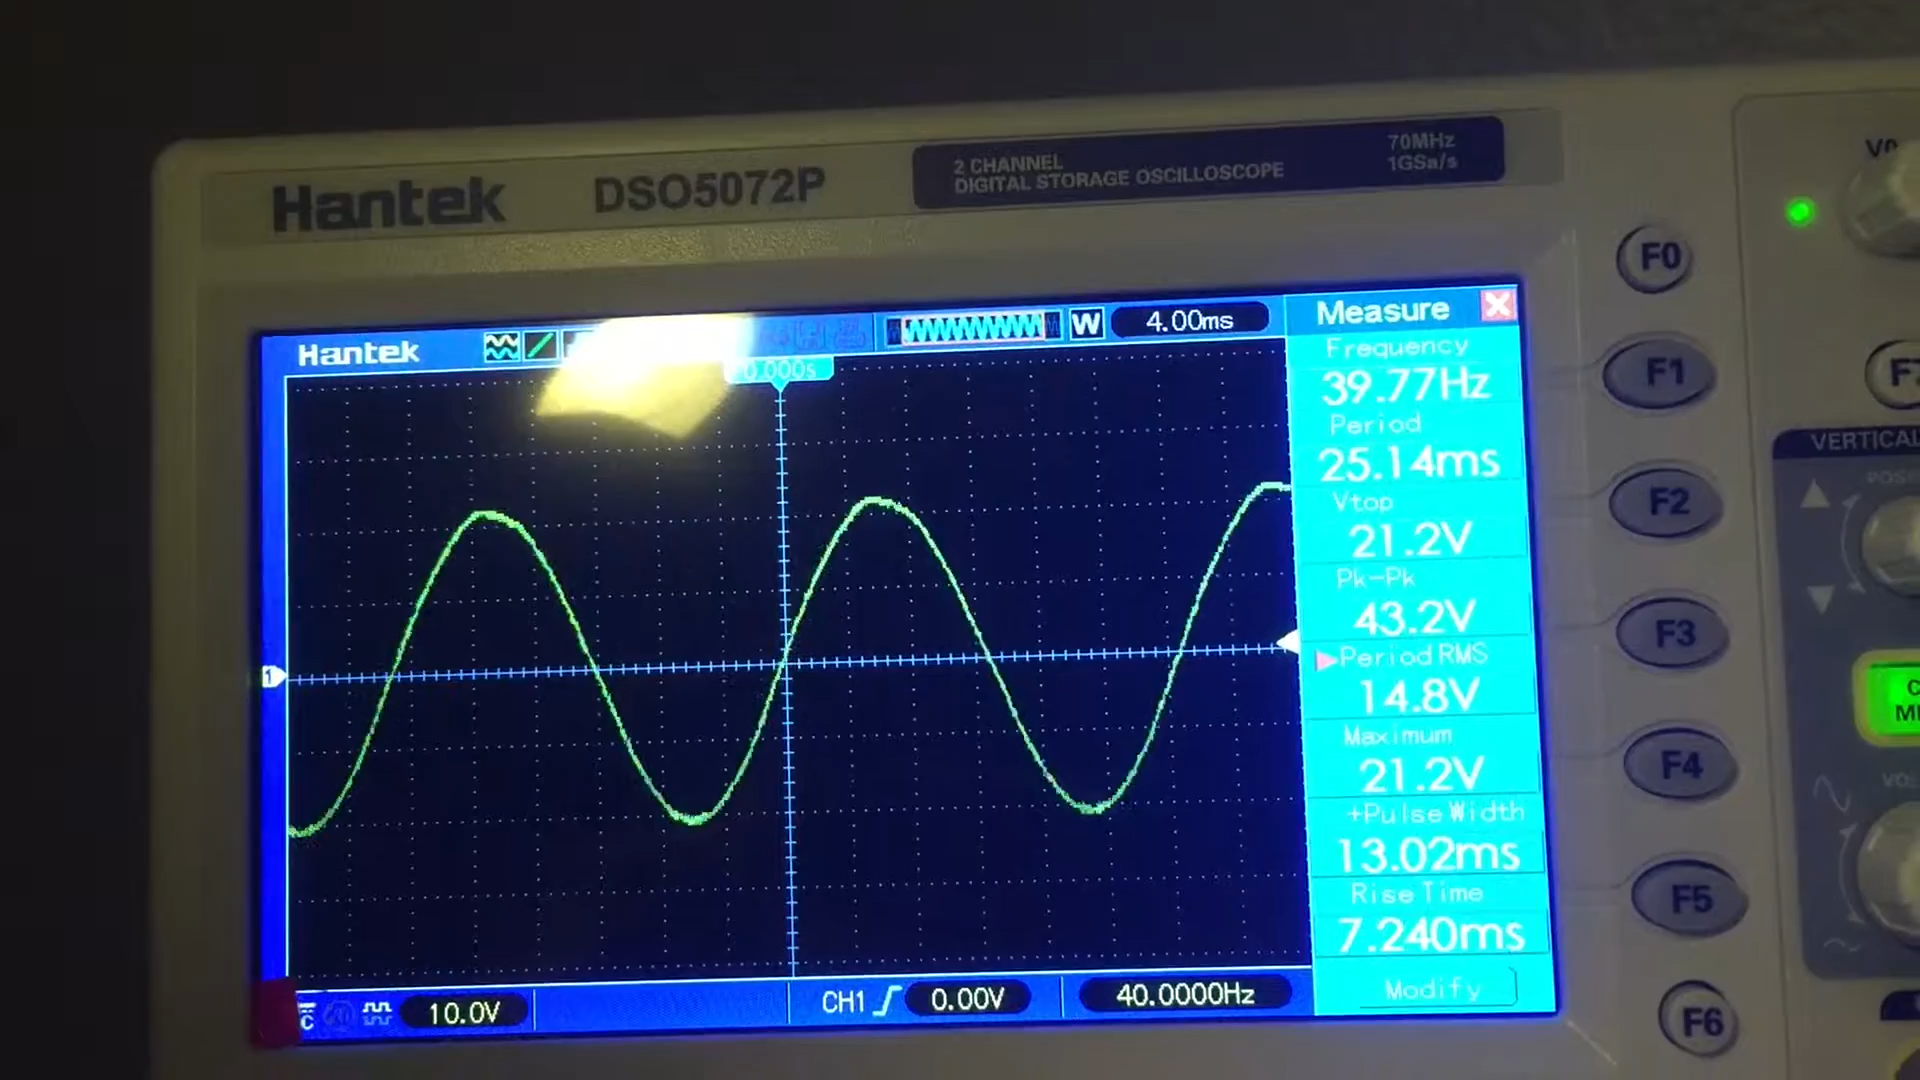 Hantek DSO5072P
2 CHANNEL
DIGITAL STORAGE OSCILLOSCOPE
70MHz
1GSa/s
F0
Hantek
0.000s
W 4.00ms
Measure
Frequency
39.77Hz
Period
25.14ms
Vtop
21.2V
Pk-Pk
43.2V
Period RMS
14.8V
Maximum
21.2V
+Pulse Width
13.02ms
Rise Time
7.240ms
Modify
1
10.0V
CH1 0.00V
40.0000Hz
F1
F2
F3
F4
F5
F6
VERTICAL